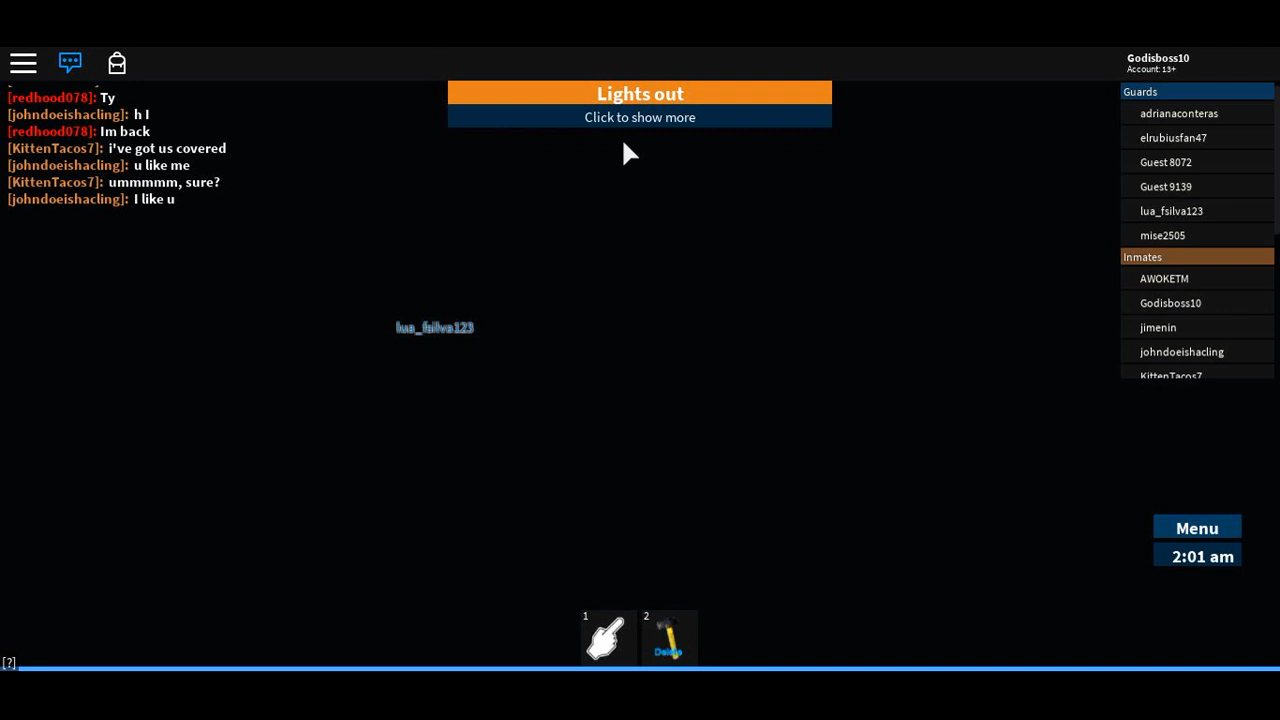 Godisboss10
Account: 13+
[redhood078]: Ty
[johndoeishacling]: h I
[redhood078]: Im back
[KittenTacos7]: i've got us covered
[johndoeishacling]: u like me
[KittenTacos7]: ummmmm, sure?
[johndoeishacling]: I like u
Lights out
Click to show more
Guards
adrianaconteras
elrubiusfan47
Guest 8072
Guest 9139
lua_fsilva123
mise2505
Inmates
AWOKETM
Godisboss10
jimenin
johndoeishacling
KittenTacos7
lua_fsilva123
Menu
2:01 am
1
2
Delete
[?]